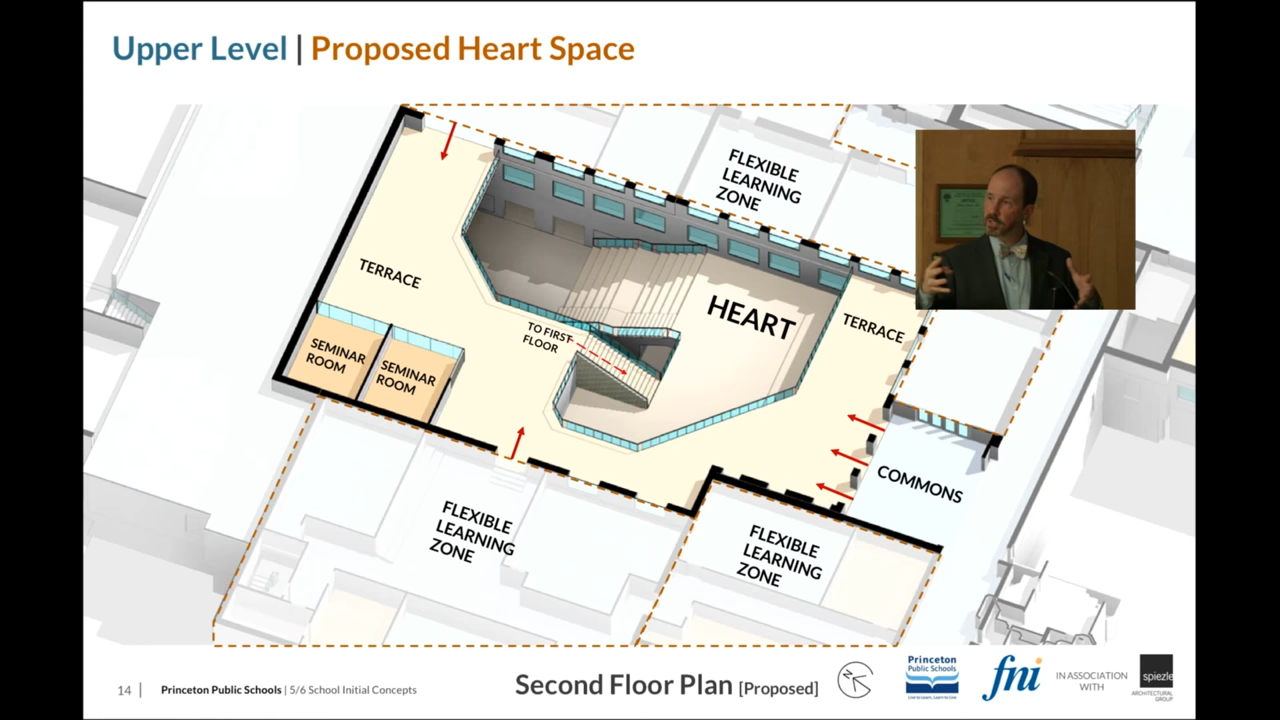 Upper Level | Proposed Heart Space
FLEXIBLE
LEARNING
ZONE
TERRACE
HEART
TERRACE
TO FIRST
FLOOR
SEMINAR
ROOM
SEMINAR
ROOM
COMMONS
FLEXIBLE
LEARNING
ZONE
FLEXIBLE
LEARNING
ZONE
14 | Princeton Public Schools | 5/6 School Initial Concepts
Second Floor Plan [Proposed]
N
Princeton
Public Schools
fni
IN ASSOCIATION
WITH
spiezle
ARCHITECTURAL
GROUP